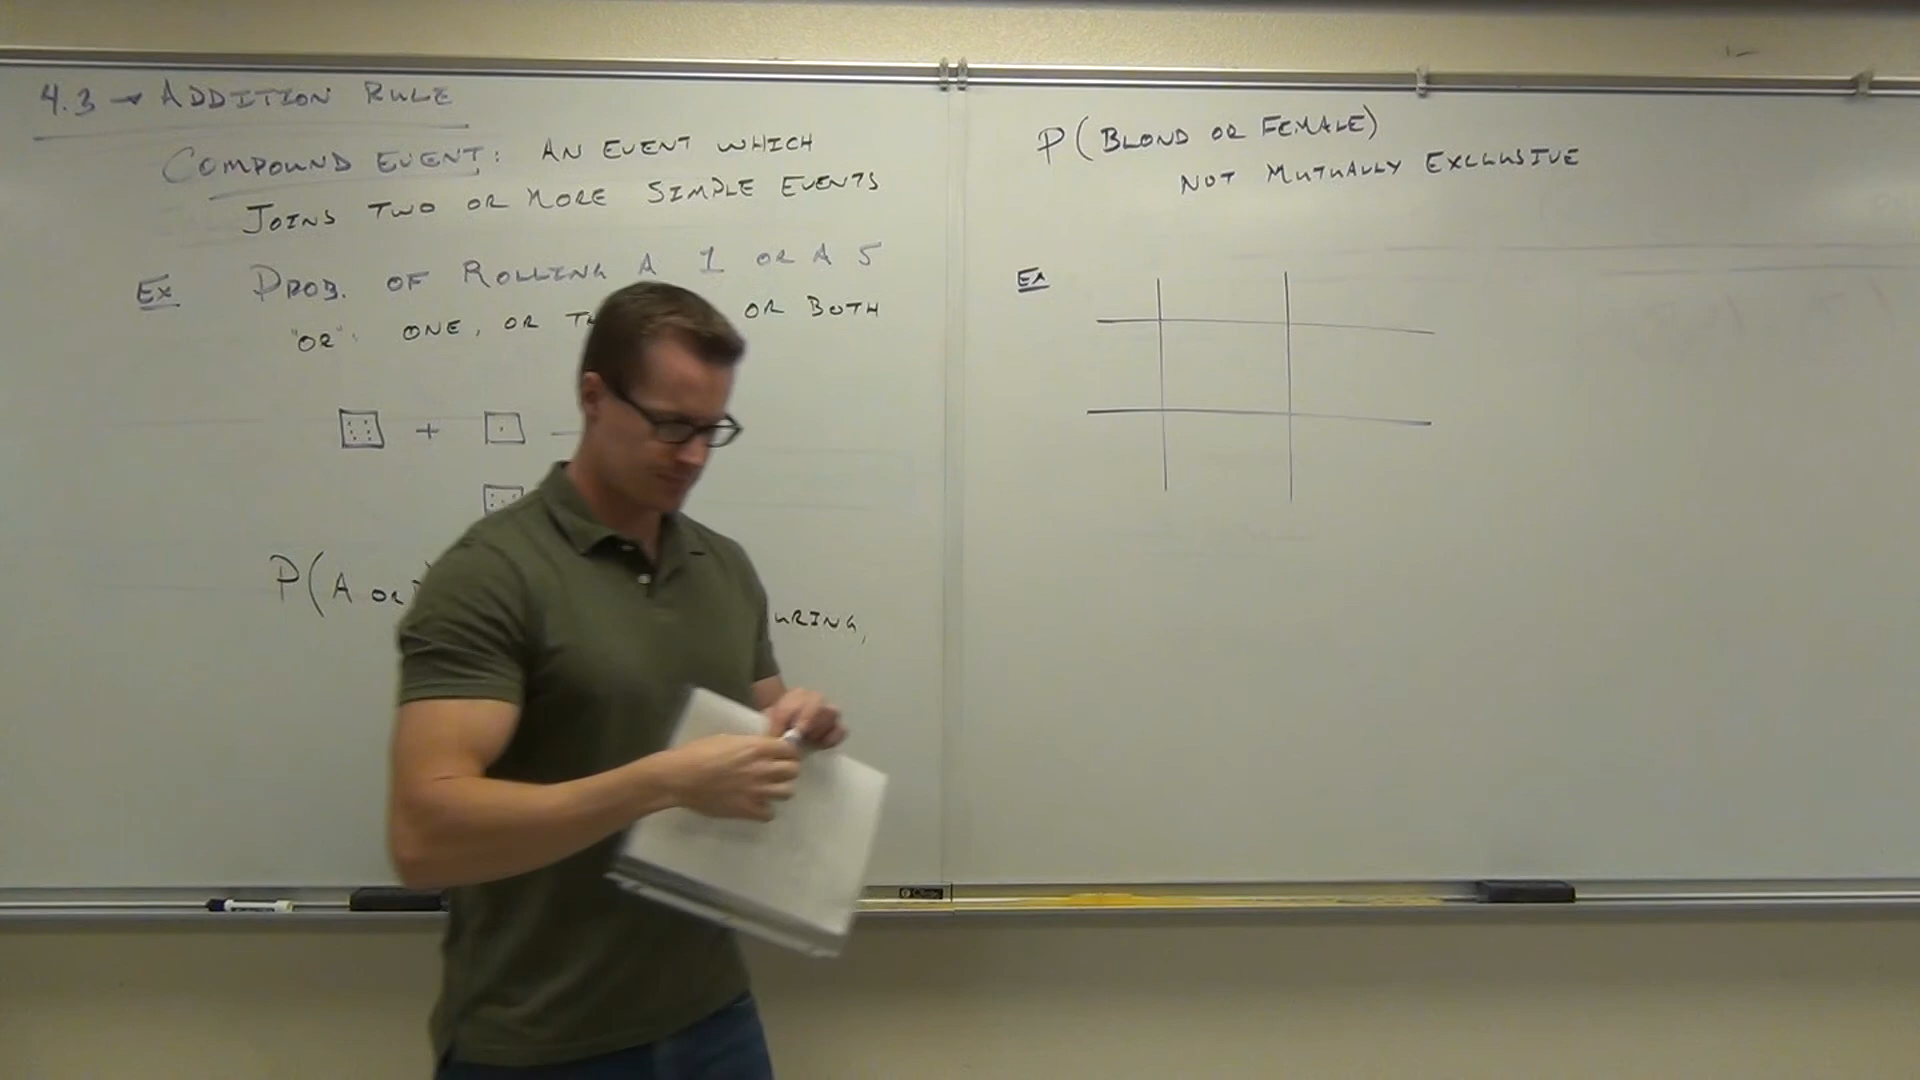 4.3 → ADDITION RULE
COMPOUND EVENT: AN EVENT WHICH
JOINS TWO OR MORE SIMPLE EVENTS
EX PROB. OF ROLLING A 1 OR A 5
"OR": ONE, OR OR BOTH
+
P(A OR
URING,
P(BLOND OR FEMALE)
NOT MUTUALLY EXCLUSIVE
EX